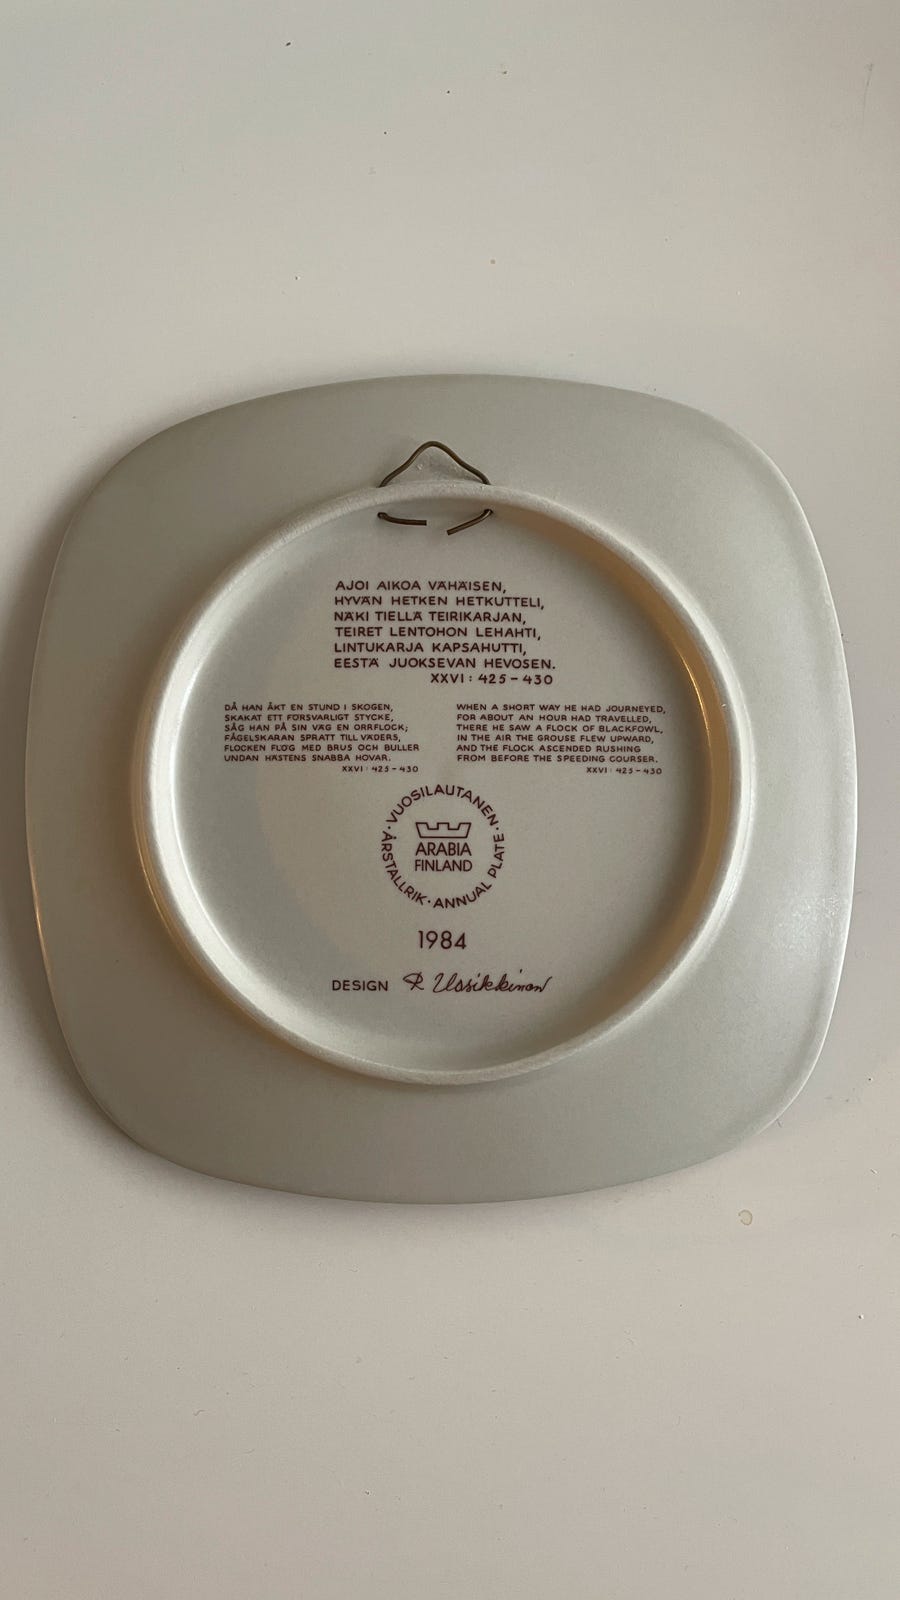 AJOI AIKOA VÄHÄISEN,
HYVÄN HETKEN HETKUTTELI,
NÄKI TIELLÄ TEIRIKARJAN,
TEIRET LENTOHON LEHAHTI,
LINTUKARJA KAPSAHUTTI,
EESTÄ JUOKSEVAN HEVOSEN.
XXVI : 425 – 430
DÅ HAN ÅKT EN STUND I SKOGEN,
SKAKAT ETT FÖRSVARLIGT STYCKE,
SÅG HAN PÅ SIN VÄG EN ORRFLOCK;
FÅGELSKARAN SPRATT TILL VÄDERS,
FLOCKEN FLÖG MED BRUS OCH BULLER
UNDAN HÄSTENS SNABBA HOVAR.
XXVI : 425 – 430
WHEN A SHORT WAY HE HAD JOURNEYED,
FOR ABOUT AN HOUR HAD TRAVELLED,
THERE HE SAW A FLOCK OF BLACKFOWL,
IN THE AIR THE GROUSE FLEW UPWARD,
AND THE FLOCK ASCENDED RUSHING
FROM BEFORE THE SPEEDING COURSER.
XXVI : 425 – 430
· VUOSILAUTANEN · ANNUAL PLATE · ÅRSTALLRIK
ARABIA
FINLAND
1984
DESIGN R Uosikkinen